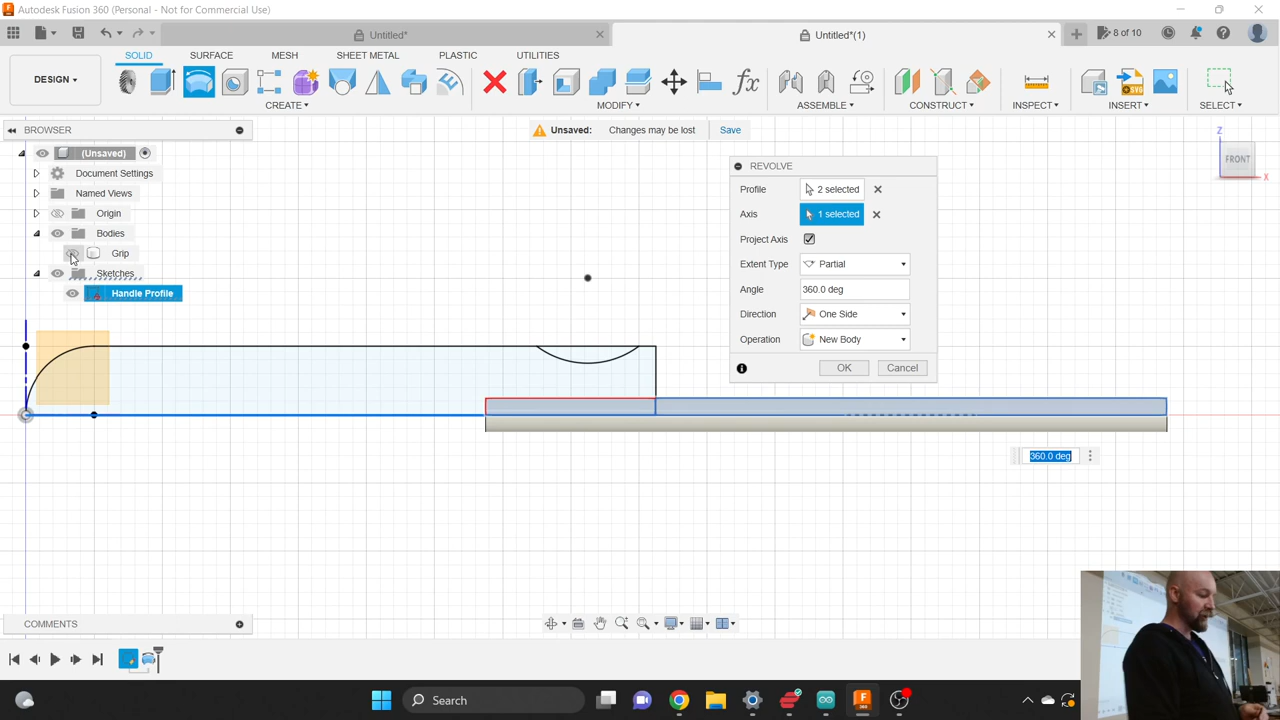 Autodesk Fusion 360 (Personal - Not for Commercial Use)
Untitled*
Untitled*(1)
8 of 10
DESIGN
SOLID
SURFACE
MESH
SHEET METAL
PLASTIC
UTILITIES
CREATE
MODIFY
ASSEMBLE
CONSTRUCT
INSPECT
INSERT
SELECT
BROWSER
Unsaved: Changes may be lost Save
(Unsaved)
Document Settings
Named Views
Origin
Bodies
Grip
Sketches
Handle Profile
REVOLVE
Profile 2 selected
Axis 1 selected
Project Axis
Extent Type Partial
Angle 360.0 deg
Direction One Side
Operation New Body
OK Cancel
Z
FRONT
X
360.0 deg
COMMENTS
Search